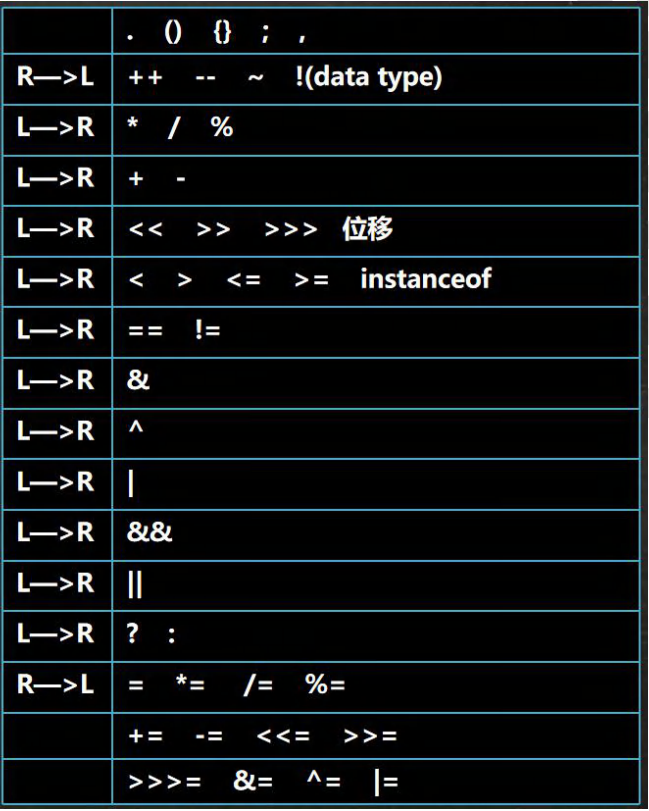 . () {} ; ,
R—>L ++ -- ~ !(data type)
L—>R * / %
L—>R + -
L—>R << >> >>> 位移
L—>R < > <= >= instanceof
L—>R == !=
L—>R &
L—>R ^
L—>R |
L—>R &&
L—>R ||
L—>R ? :
R—>L = *= /= %=
+= -= <<= >>=
>>>= &= ^= |=